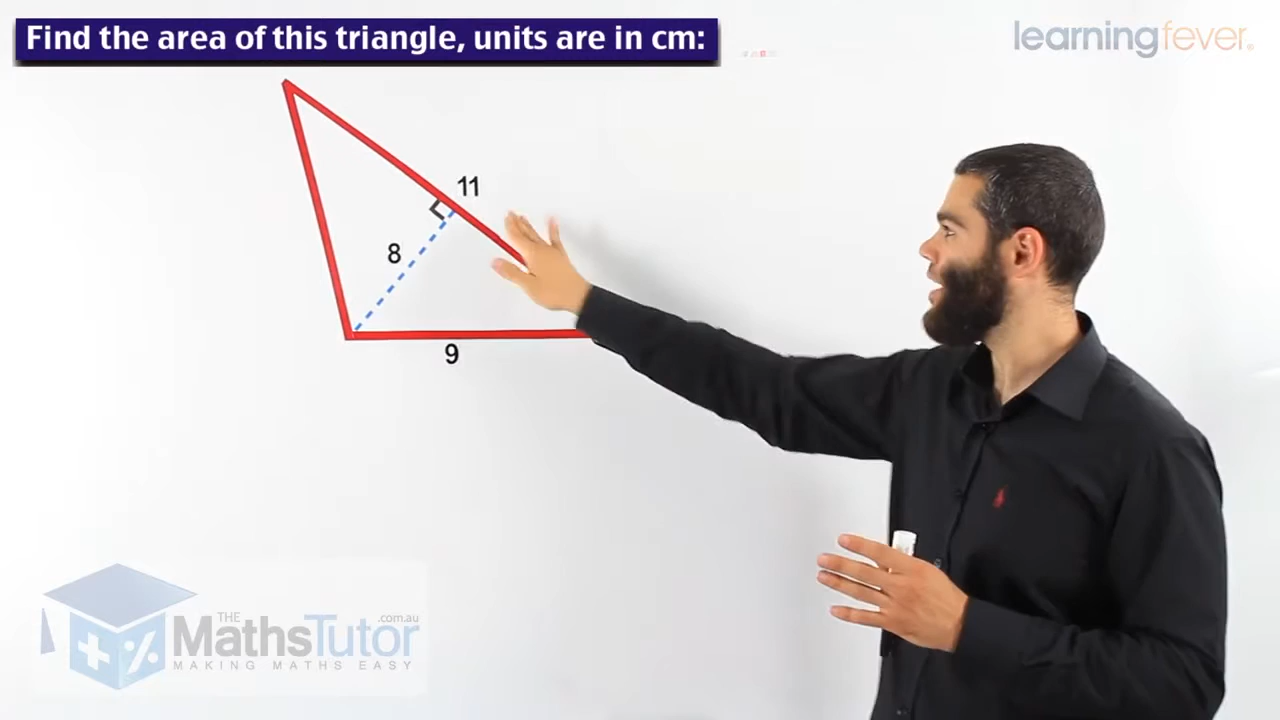 Find the area of this triangle, units are in cm:
learningfever
11
8
9
THE
MathsTutor
.com.au
MAKING MATHS EASY